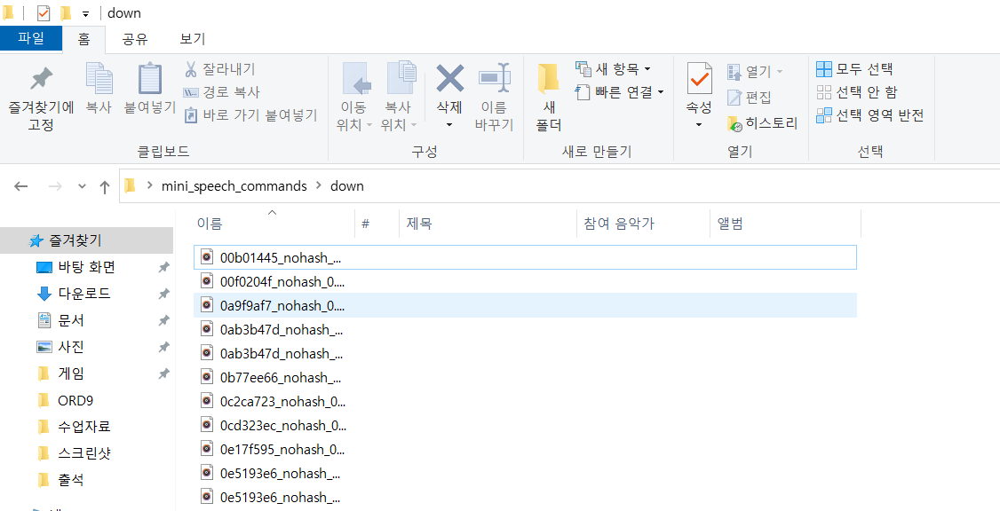 down
파일 홈 공유 보기
즐겨찾기에 고정
복사
붙여넣기
잘라내기
경로 복사
바로 가기 붙여넣기
클립보드
이동 위치
복사 위치
삭제
이름 바꾸기
구성
새 폴더
새 항목
빠른 연결
새로 만들기
속성
열기
편집
히스토리
열기
모두 선택
선택 안 함
선택 영역 반전
선택
mini_speech_commands > down
이름 # 제목 참여 음악가 앨범
즐겨찾기
바탕 화면
다운로드
문서
사진
게임
ORD9
수업자료
스크린샷
출석
00b01445_nohash_...
00f0204f_nohash_0....
0a9f9af7_nohash_0....
0ab3b47d_nohash_...
0ab3b47d_nohash_...
0b77ee66_nohash_...
0c2ca723_nohash_0...
0cd323ec_nohash_0...
0e17f595_nohash_0...
0e5193e6_nohash_...
0e5193e6_nohash_...